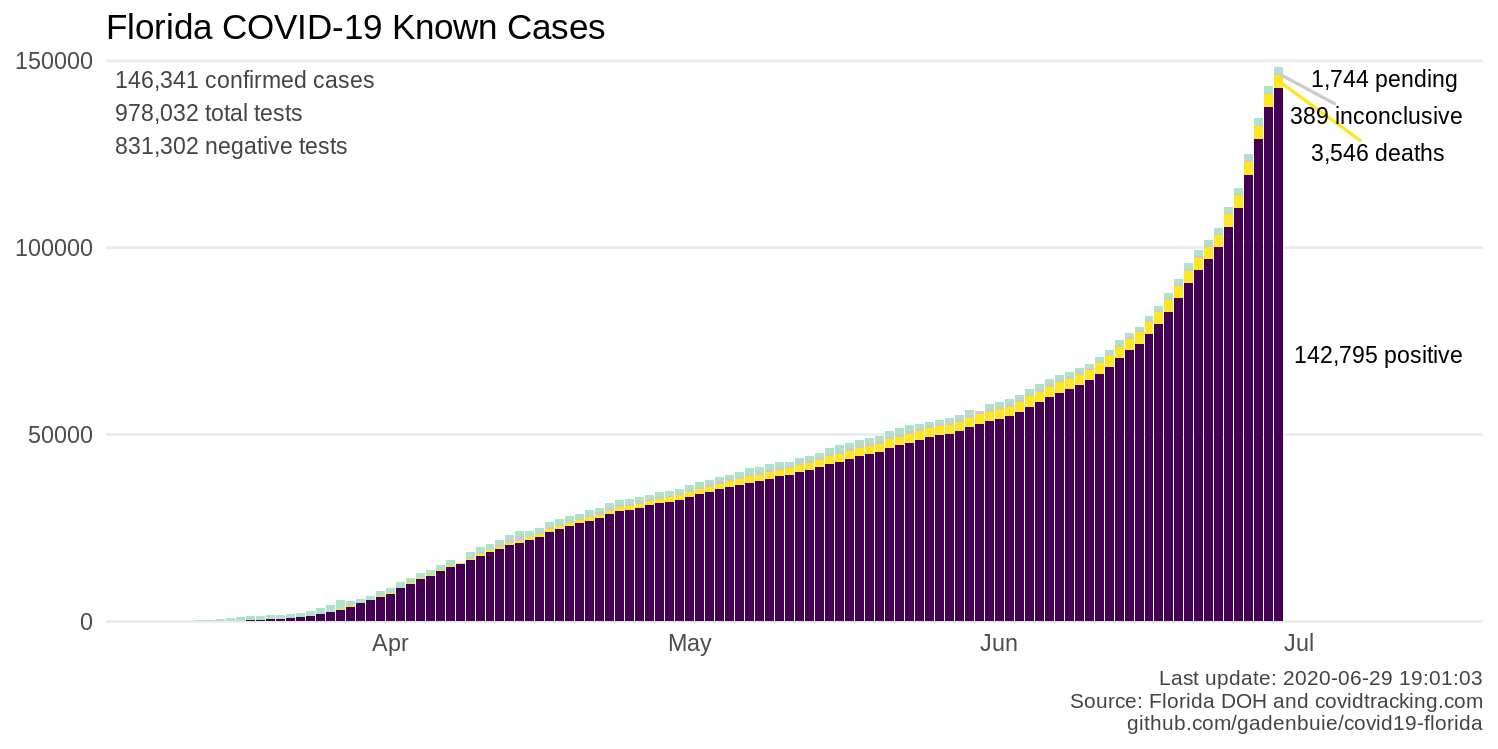 Florida COVID-19 Known Cases
150000
146,341 confirmed cases
978,032 total tests
831,302 negative tests
1,744 pending
389 inconclusive
3,546 deaths
100000
142,795 positive
50000
0
Apr May Jun Jul
Last update: 2020-06-29 19:01:03
Source: Florida DOH and covidtracking.com
github.com/gadenbuie/covid19-florida